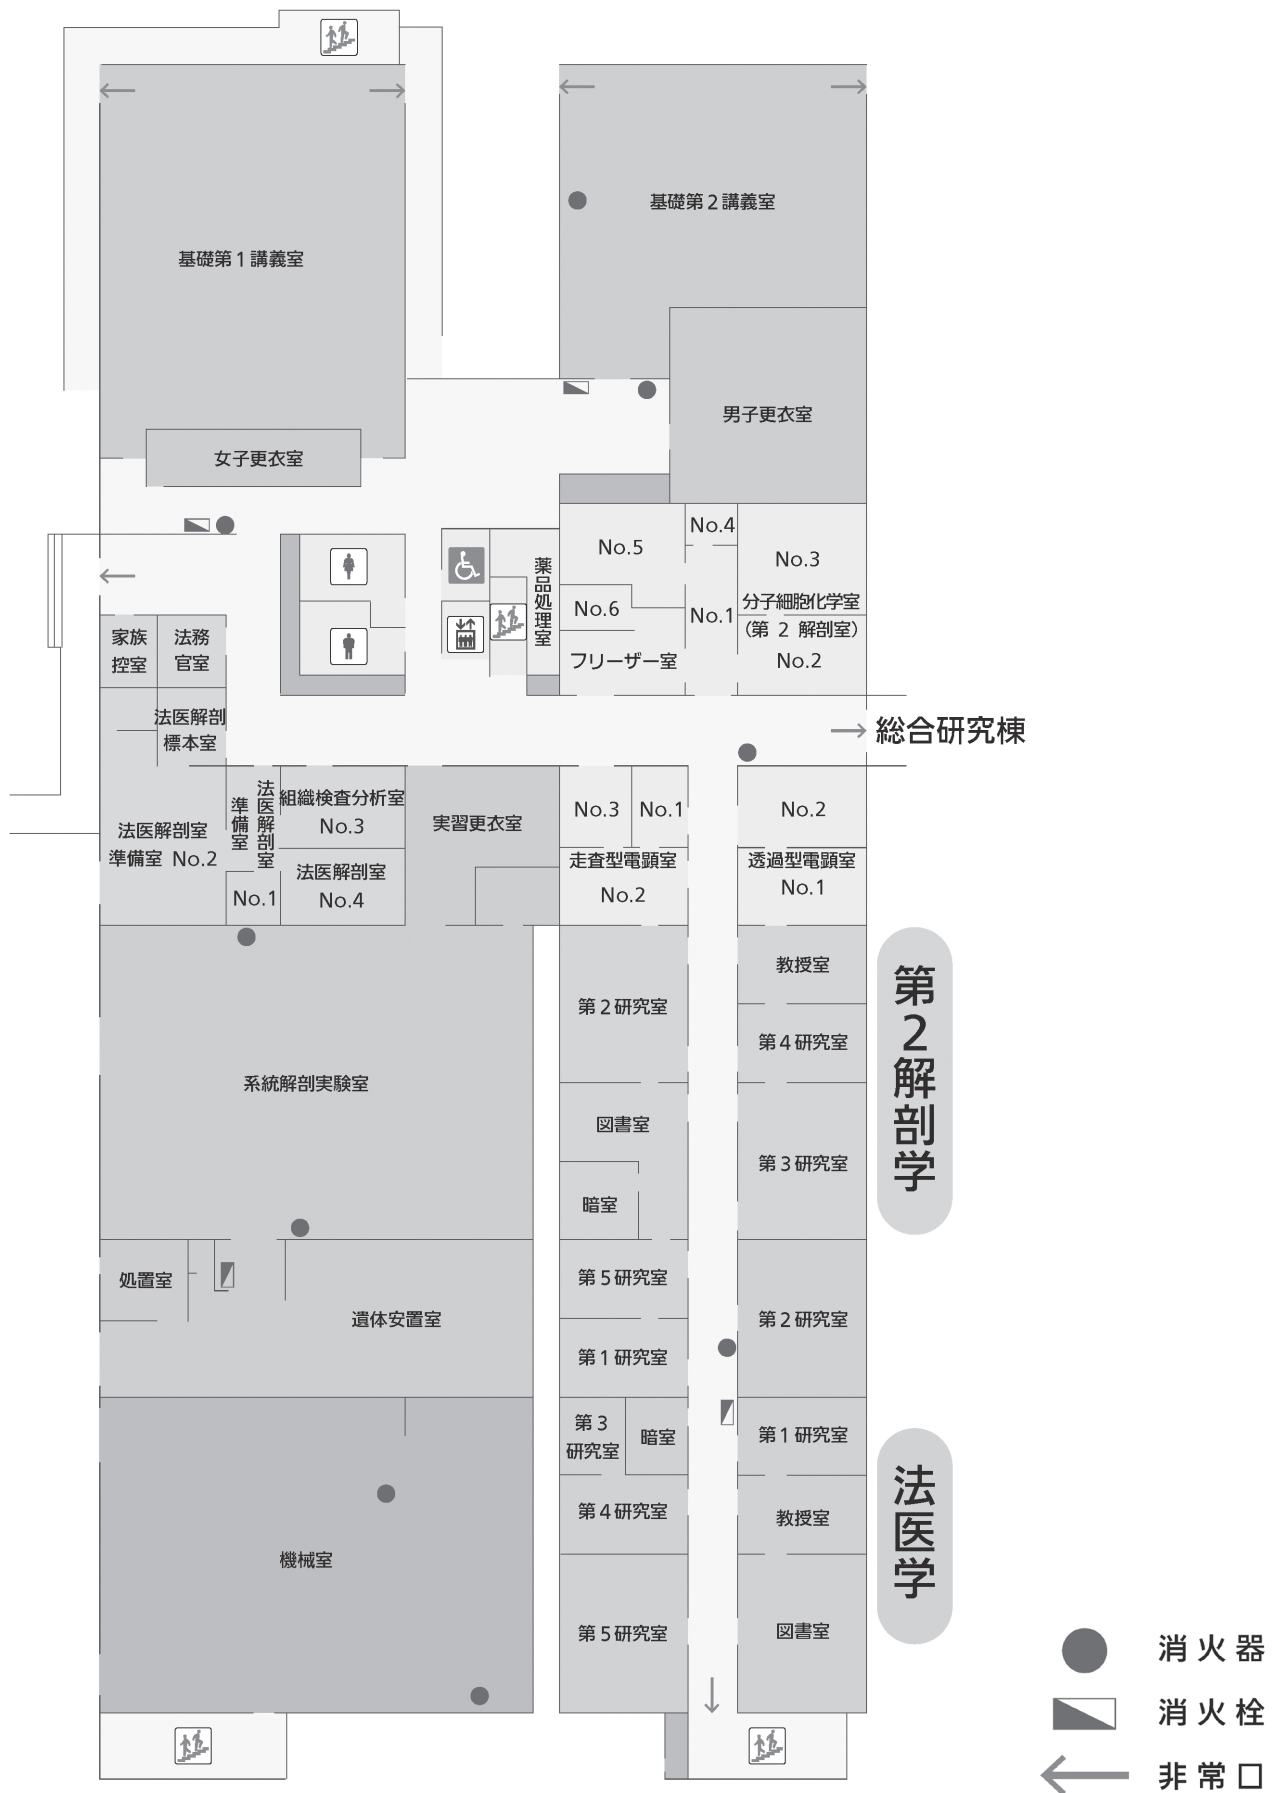 基礎第1講義室
基礎第2講義室
男子更衣室
女子更衣室
No.5
No.4
No.3
分子細胞化学室
(第2解剖室)
No.6
No.1
No.2
フリーザー室
薬品処理室
家族
控室
法務
官室
法医解剖
標本室
総合研究棟
法医解剖室
準備室 No.2
法医解剖室
準備室
No.1
組織検査分析室
No.3
法医解剖室
No.4
実習更衣室
No.3
No.1
走査型電顕室
No.2
No.2
透過型電顕室
No.1
第2研究室
教授室
第4研究室
系統解剖実験室
図書室
暗室
第3研究室
第2解剖学
処置室
遺体安置室
第5研究室
第1研究室
第2研究室
第3
研究室
暗室
第1研究室
第4研究室
教授室
法医学
機械室
第5研究室
図書室
消火器
消火栓
非常口